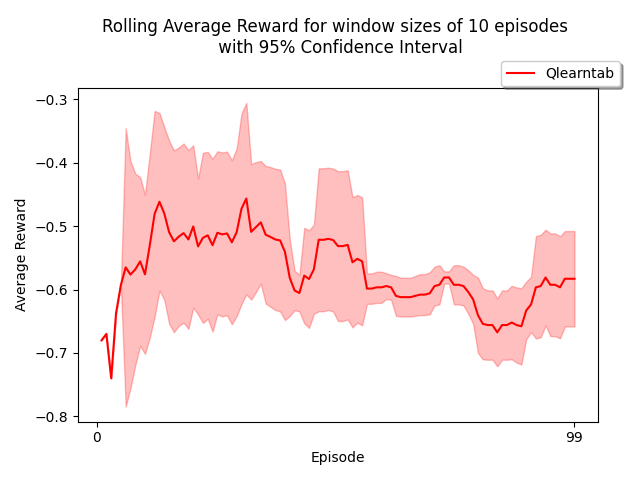 Rolling Average Reward for window sizes of 10 episodes
with 95% Confidence Interval
Qlearntab
−0.3
−0.4
−0.5
−0.6
−0.7
−0.8
Average Reward
0
99
Episode